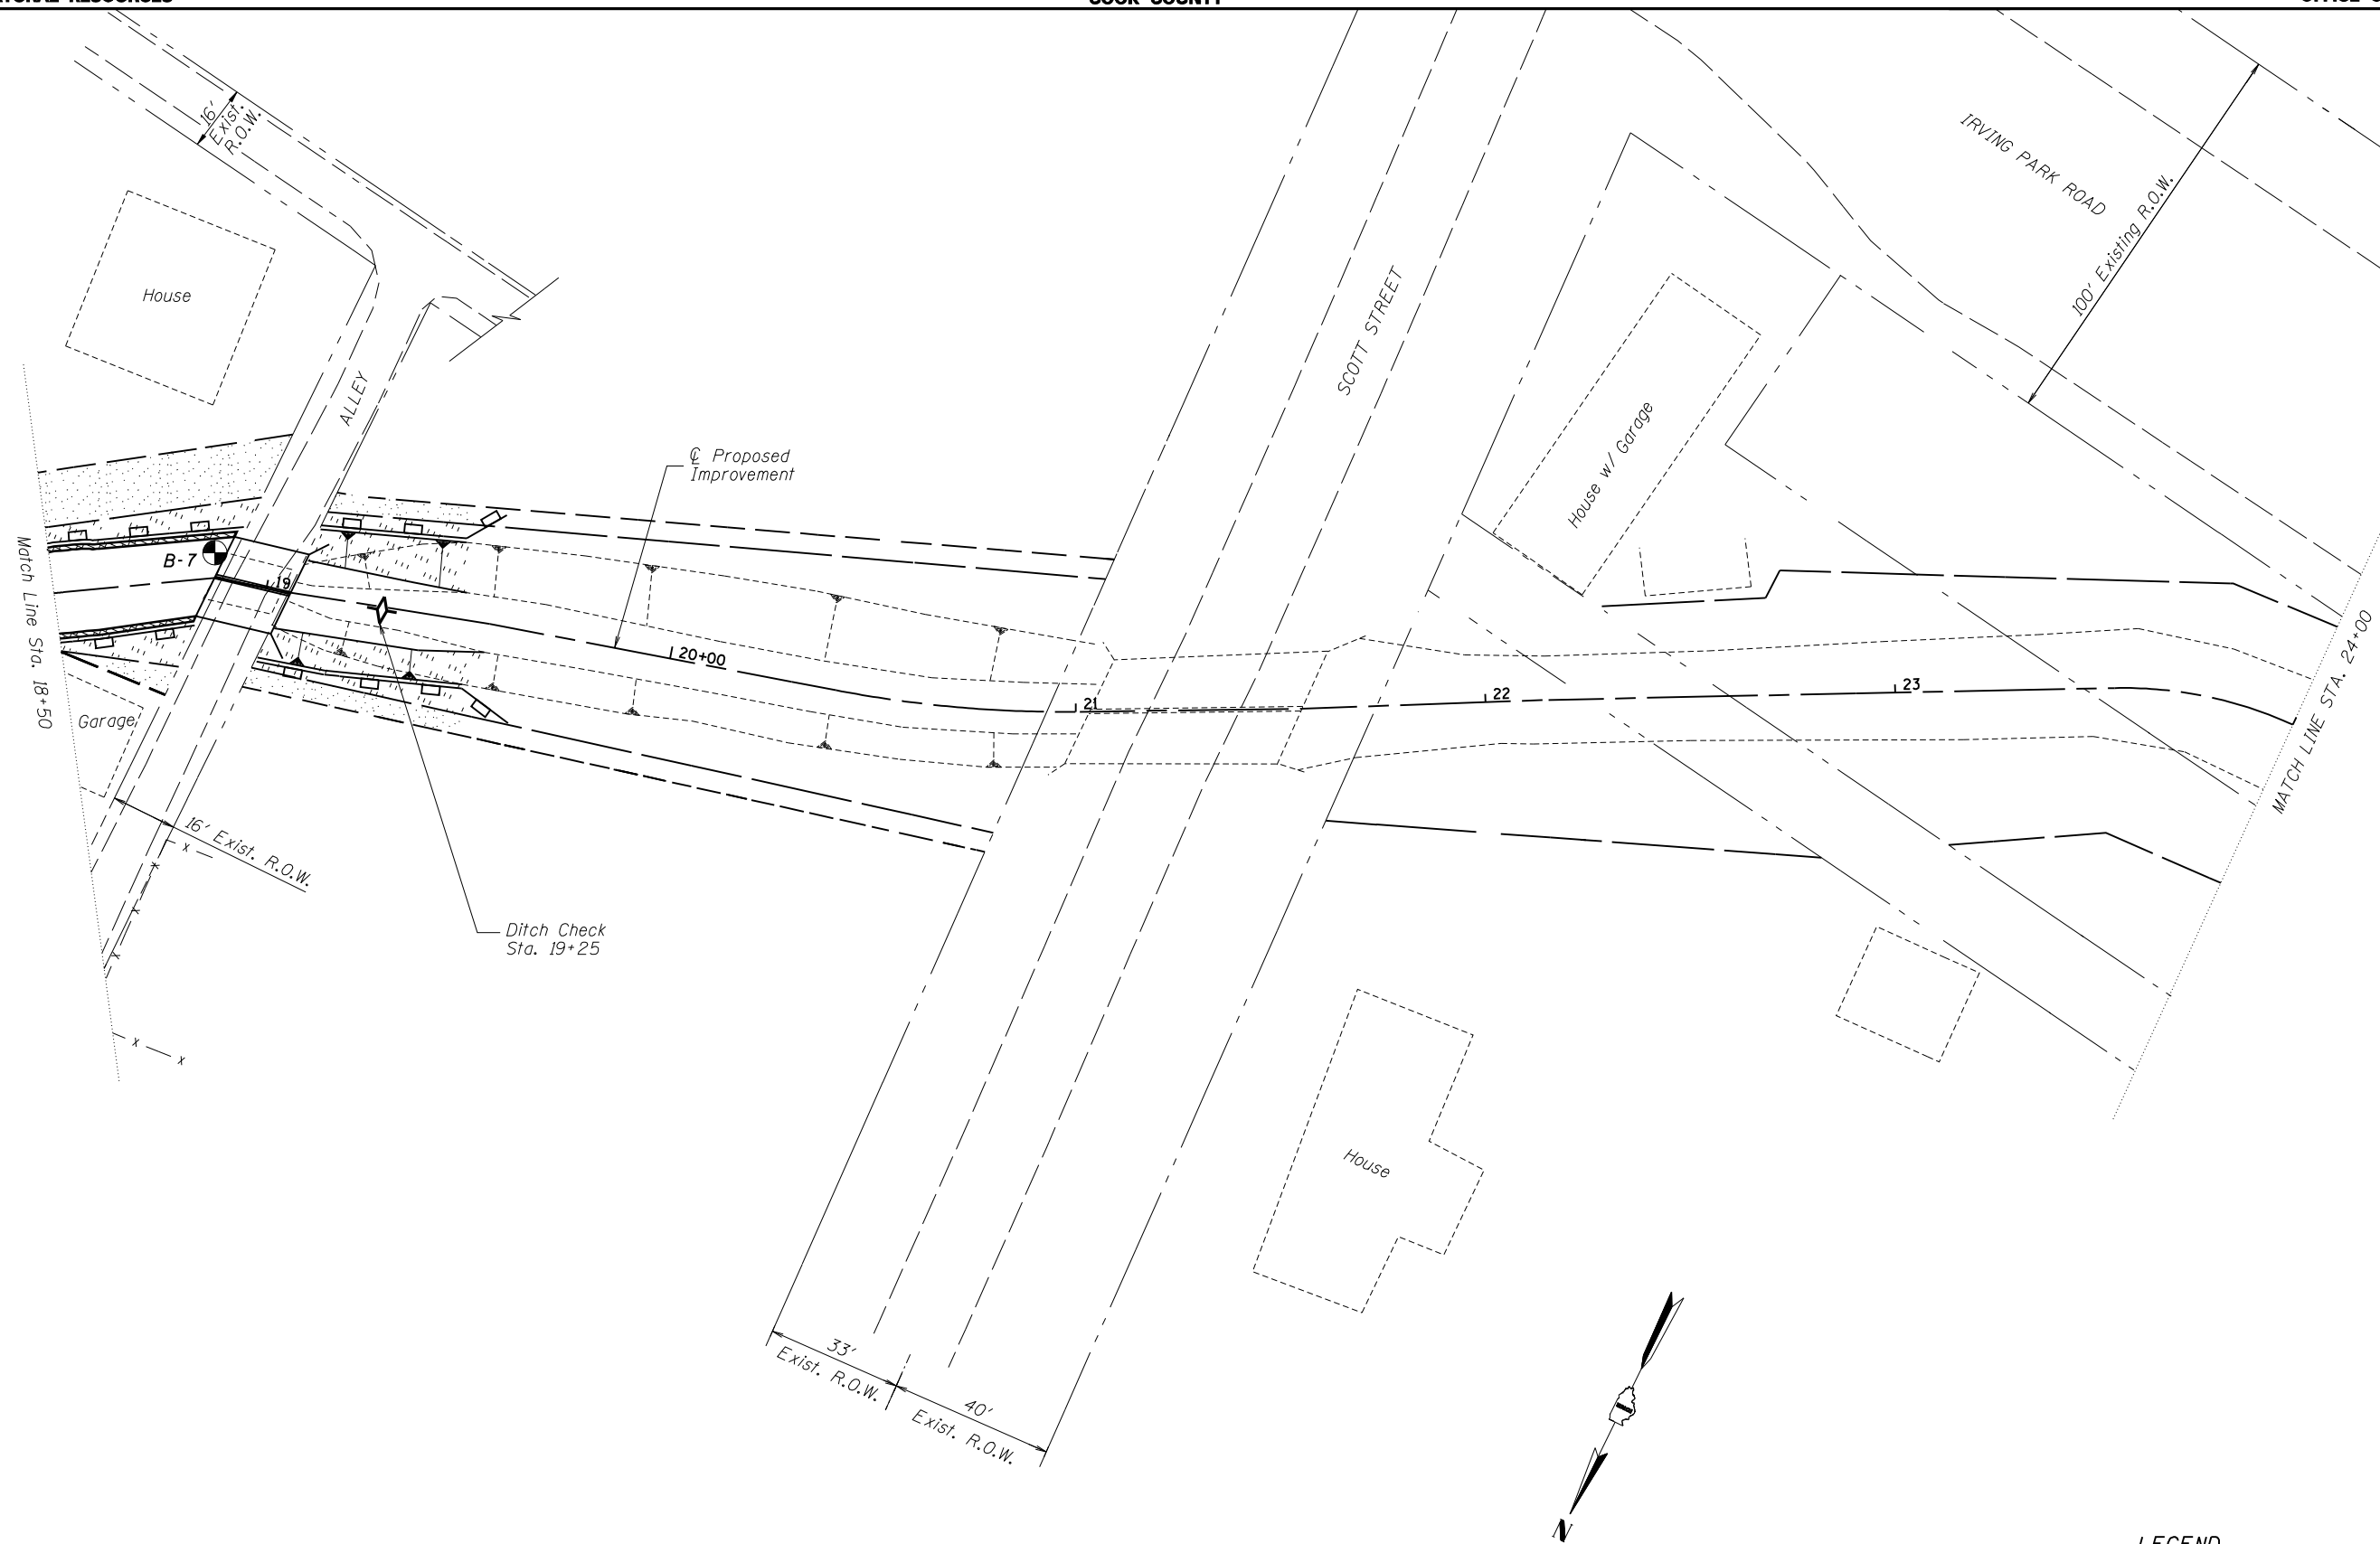 COOK COUNTY
16'
Exist.
R.O.W.
IRVING PARK ROAD
100' Existing R.O.W.
House
SCOTT STREET
ALLEY
House w/ Garage
℄ Proposed
Improvement
B-7
19
Match Line Sta. 18+50
20+00
21
22
23
MATCH LINE STA. 24+00
Garage
16' Exist. R.O.W.
x
x
x
x
Ditch Check
Sta. 19+25
x
x
House
33'
Exist. R.O.W.
40'
Exist. R.O.W.
N
LEGEND